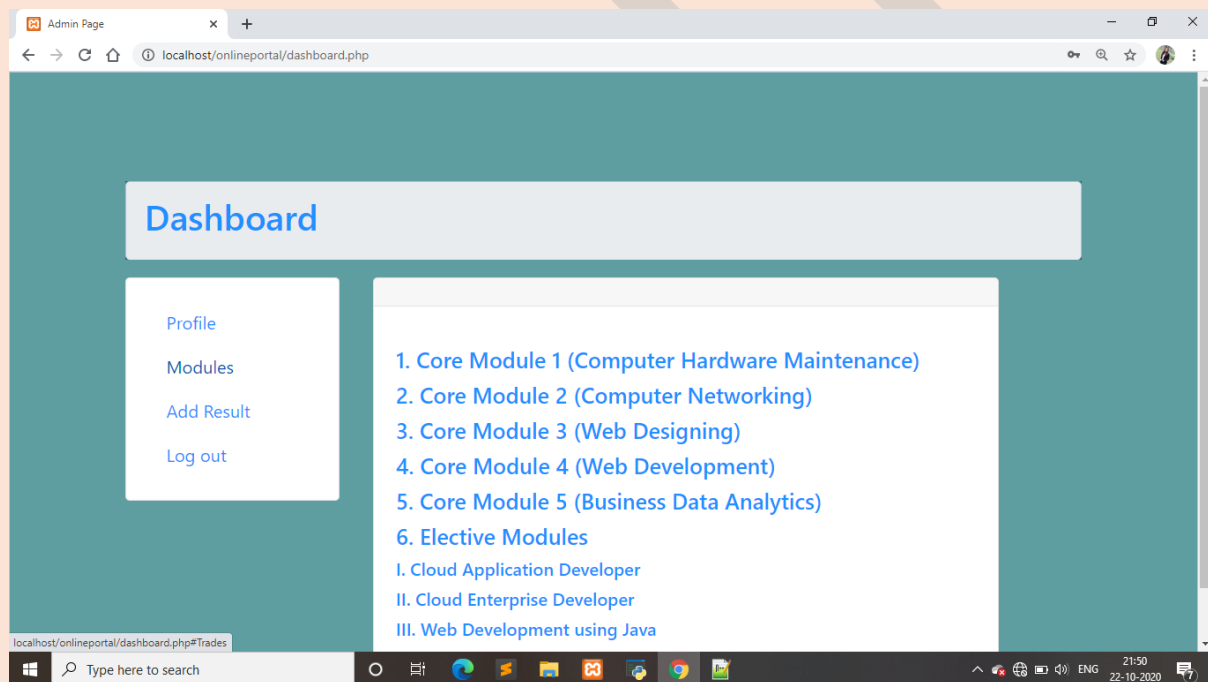 Admin Page
localhost/onlineportal/dashboard.php
Dashboard
Profile
Modules
Add Result
Log out
1. Core Module 1 (Computer Hardware Maintenance)
2. Core Module 2 (Computer Networking)
3. Core Module 3 (Web Designing)
4. Core Module 4 (Web Development)
5. Core Module 5 (Business Data Analytics)
6. Elective Modules
I. Cloud Application Developer
II. Cloud Enterprise Developer
III. Web Development using Java
localhost/onlineportal/dashboard.php#Trades
Type here to search
ENG
21:50
22-10-2020
7